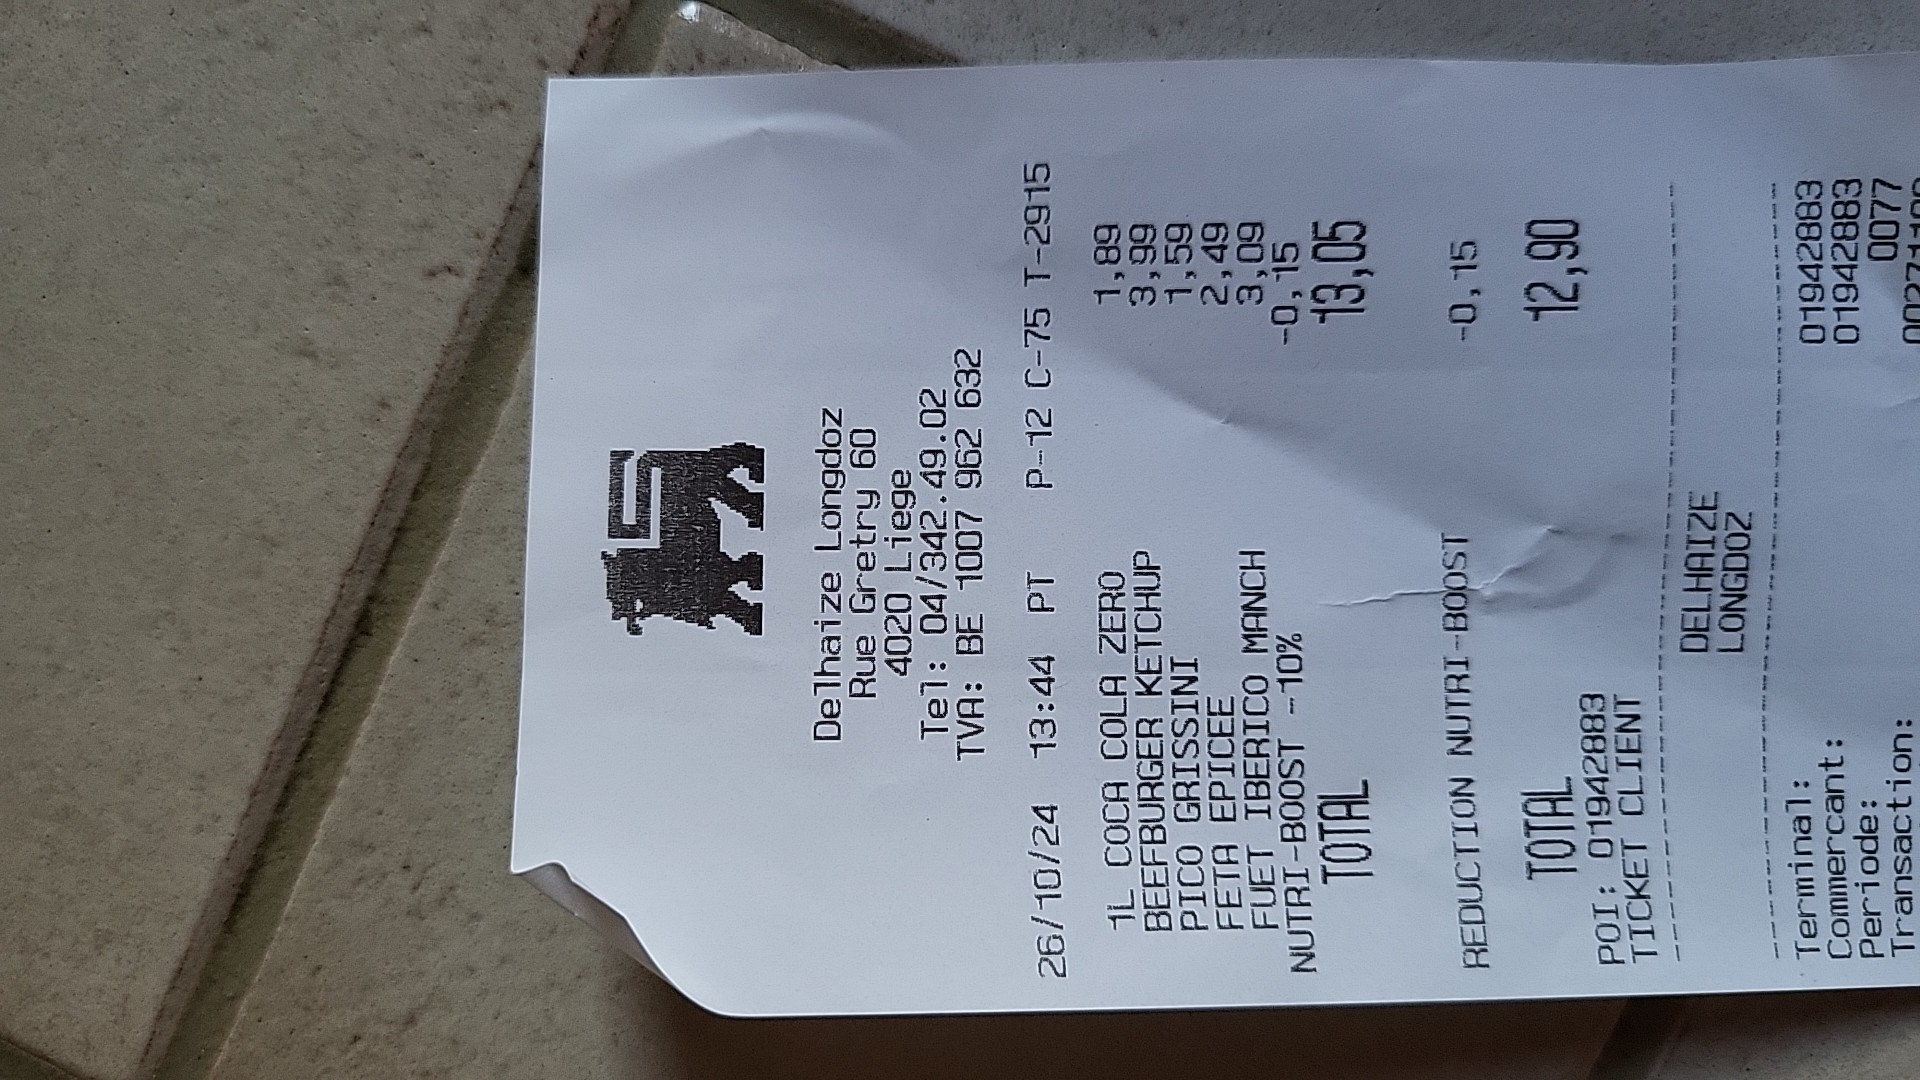 Delhaize Longdoz
Rue Gretry 60
4020 Liege
Tel: 04/342.49.02
TVA: BE 1007 962 632
26/10/24 13:44 PT P-12 C-75 T-2915
1L COCA COLA ZERO 1,89
BEEFBURGER KETCHUP 3,99
PICO GRISSINI 1,59
FETA EPICEE 2,49
FUET IBERICO MANCH 3,09
NUTRI-BOOST -10% -0,15
TOTAL 13,05
REDUCTION NUTRI-BOOST -0,15
TOTAL 12,90
POI: 01942883
TICKET CLIENT
DELHAIZE
LONGDOZ
Terminal: 01942883
Commercant: 01942883
Periode: 0077
Transaction: